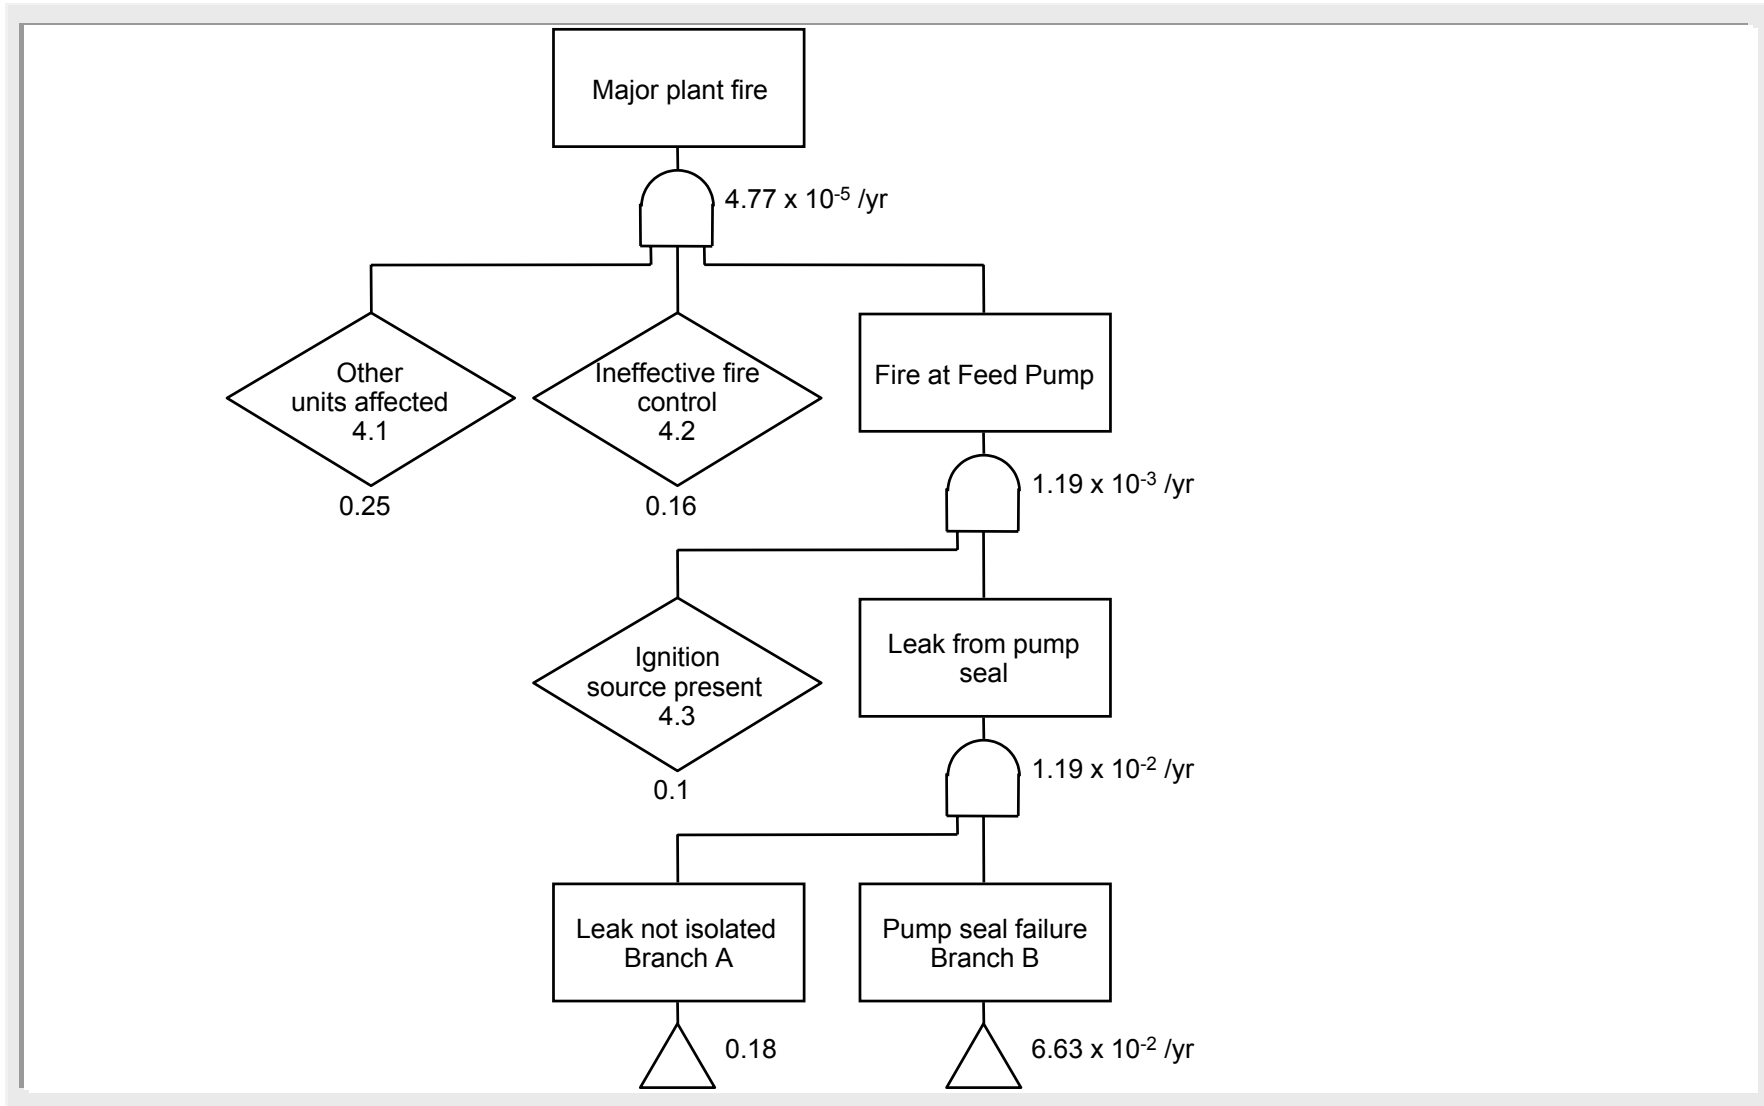 Major plant fire
4.77 x 10-5 /yr
Other
units affected
4.1
0.25
Ineffective fire
control
4.2
0.16
Fire at Feed Pump
1.19 x 10-3 /yr
Ignition
source present
4.3
0.1
Leak from pump
seal
1.19 x 10-2 /yr
Leak not isolated
Branch A
0.18
Pump seal failure
Branch B
6.63 x 10-2 /yr